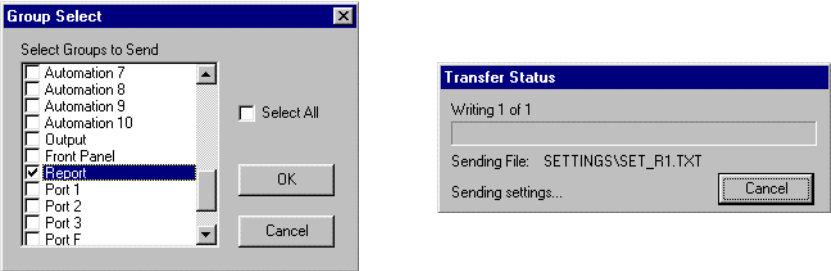 Group Select
Select Groups to Send
Automation 7
Automation 8
Automation 9
Automation 10
Output
Front Panel
Report
Port 1
Port 2
Port 3
Port F
Select All
OK
Cancel
Transfer Status
Writing 1 of 1
Sending File: SETTINGS\SET_R1.TXT
Sending settings...
Cancel